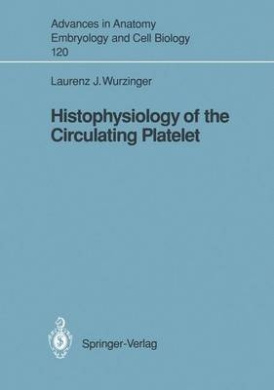 Advances in Anatomy
Embryology and Cell Biology
120
Laurenz J. Wurzinger
Histophysiology of the
Circulating Platelet
Springer-Verlag